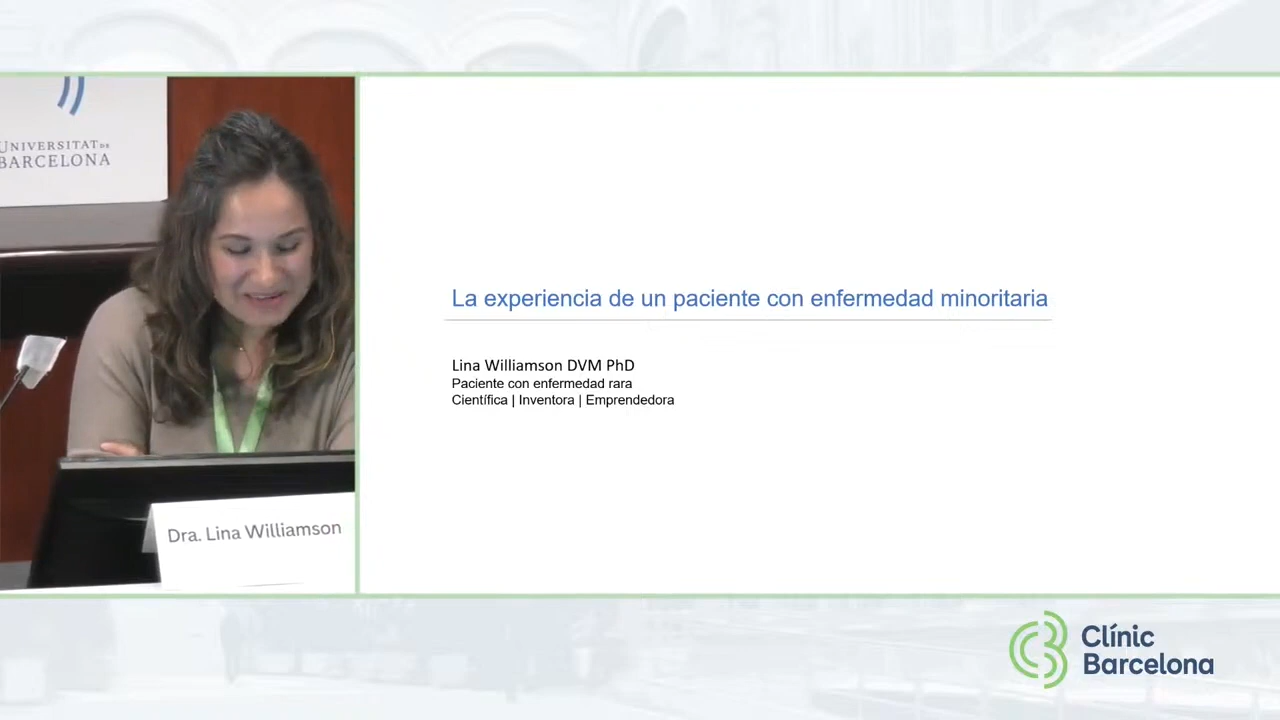 UNIVERSITAT DE
BARCELONA
Dra. Lina Williamson
La experiencia de un paciente con enfermedad minoritaria
Lina Williamson DVM PhD
Paciente con enfermedad rara
Científica | Inventora | Emprendedora
Clínic
Barcelona